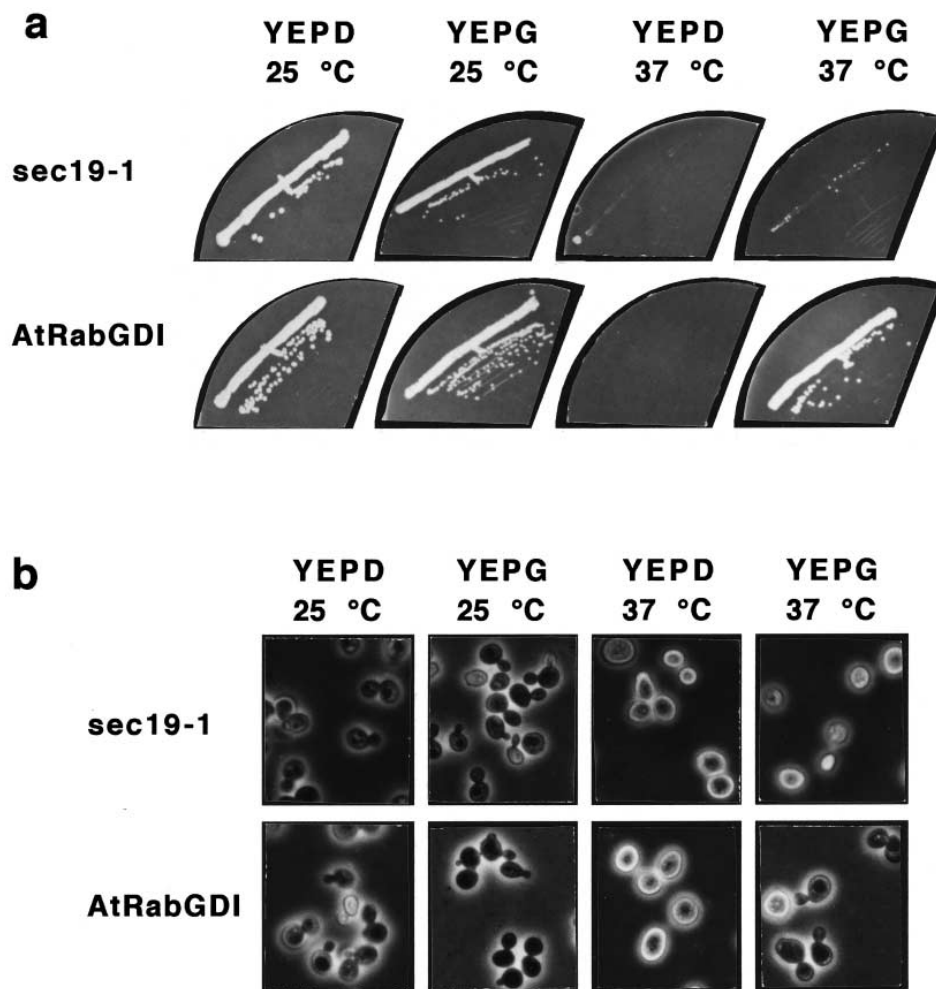 a
YEPD YEPG YEPD YEPG
25 °C 25 °C 37 °C 37 °C
sec19-1
AtRabGDI
b
YEPD YEPG YEPD YEPG
25 °C 25 °C 37 °C 37 °C
sec19-1
AtRabGDI